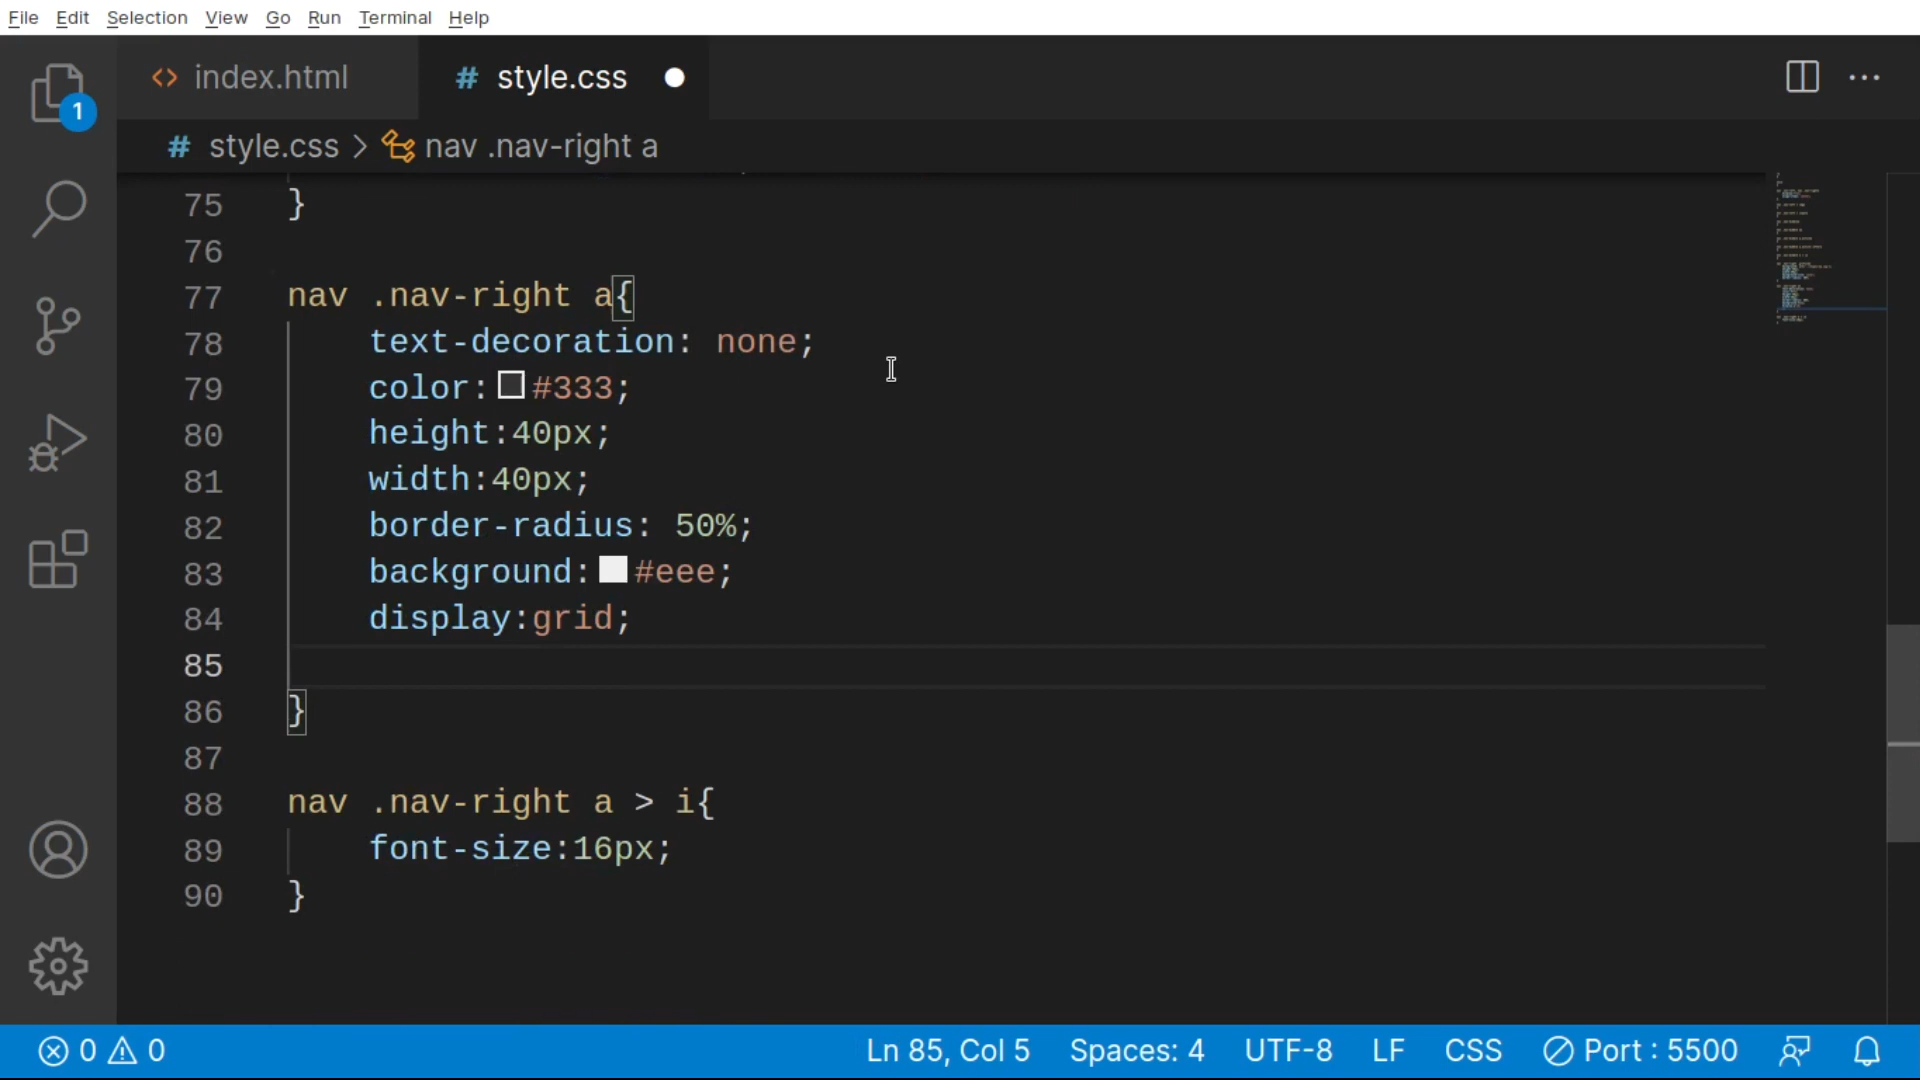 File Edit Selection View Go Run Terminal Help
<> index.html # style.css
# style.css > nav .nav-right a
1
75 }
76
77 nav .nav-right a{
78 text-decoration: none;
79 color: #333;
80 height:40px;
81 width:40px;
82 border-radius: 50%;
83 background: #eee;
84 display:grid;
85
86 }
87
88 nav .nav-right a > i{
89 font-size:16px;
90 }
0 0 Ln 85, Col 5 Spaces: 4 UTF-8 LF CSS Port : 5500